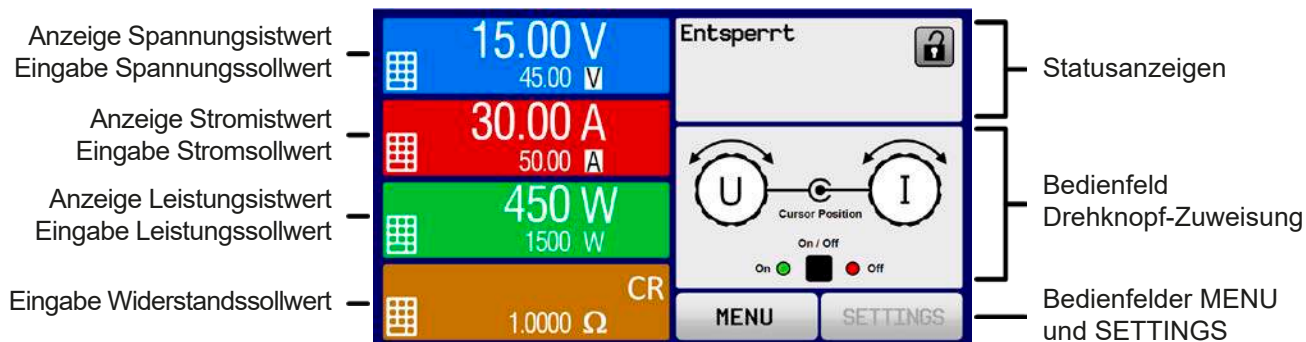 Anzeige Spannungsistwert
Eingabe Spannungssollwert
Anzeige Stromistwert
Eingabe Stromsollwert
Anzeige Leistungsistwert
Eingabe Leistungssollwert
Eingabe Widerstandssollwert
15.00 V
45.00 V
30.00 A
50.00 A
450 W
1500 W
CR
1.0000 Ω
Entsperrt
U
I
Cursor Position
On / Off
On
Off
MENU
SETTINGS
Statusanzeigen
Bedienfeld
Drehknopf-Zuweisung
Bedienfelder MENU
und SETTINGS